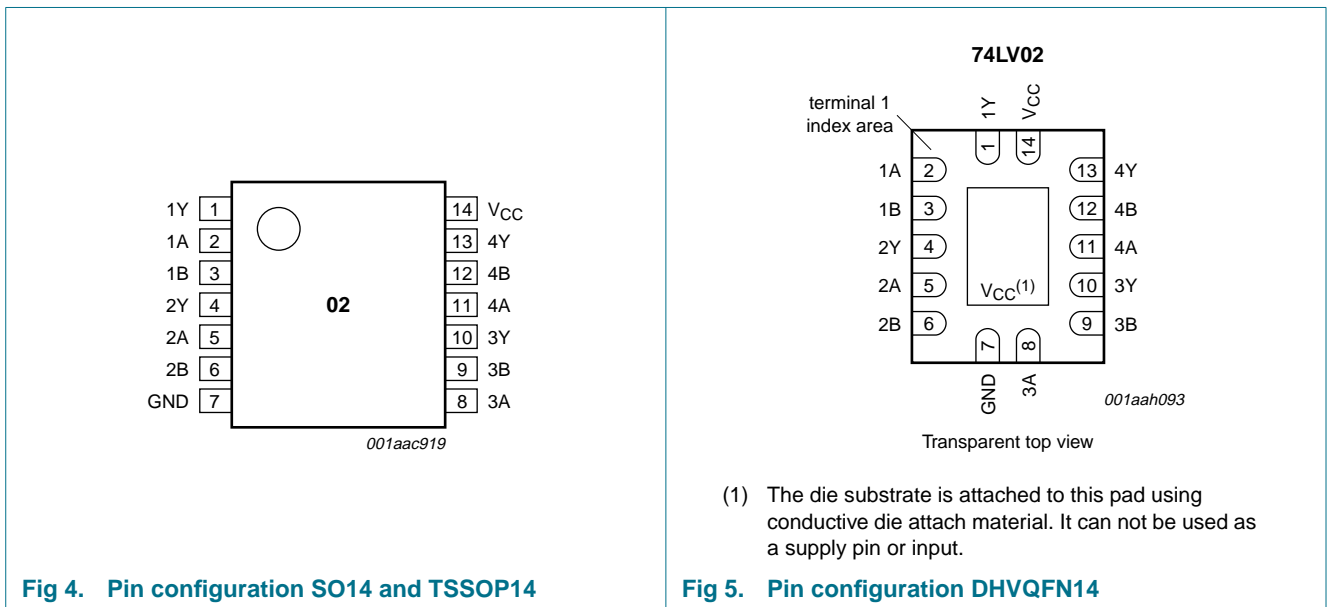 1Y 1
1A 2
1B 3
2Y 4
2A 5
2B 6
GND 7
02
14 VCC
13 4Y
12 4B
11 4A
10 3Y
9 3B
8 3A
001aac919
Fig 4. Pin configuration SO14 and TSSOP14
74LV02
terminal 1
index area
1Y
VCC
1
14
1A 2
1B 3
2Y 4
2A 5
2B 6
13 4Y
12 4B
11 4A
10 3Y
9 3B
VCC(1)
7
8
GND
3A
001aah093
Transparent top view
(1) The die substrate is attached to this pad using
conductive die attach material. It can not be used as
a supply pin or input.
Fig 5. Pin configuration DHVQFN14